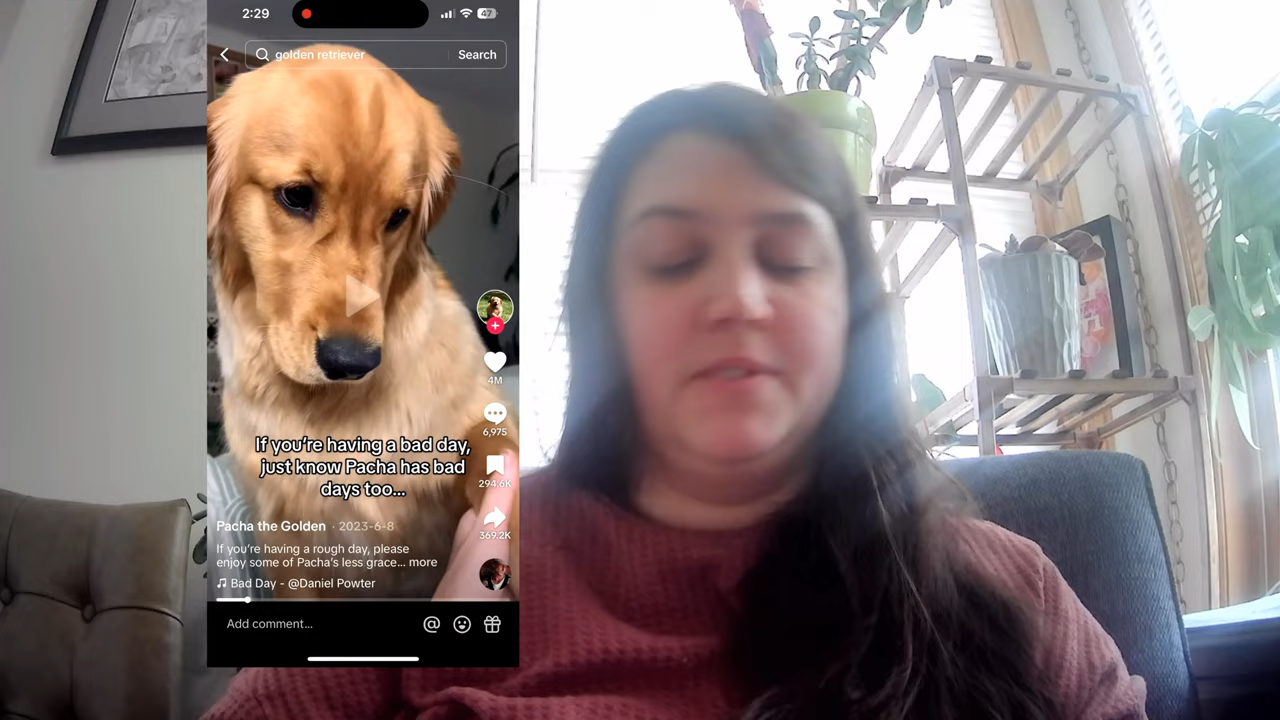 2:29
47
golden retriever
Search
4M
6,975
If you're having a bad day,
just know Pacha has bad
days too...
294.6K
Pacha the Golden · 2023-6-8
369.2K
If you're having a rough day, please
enjoy some of Pacha's less grace... more
Bad Day - @Daniel Powter
Add comment...